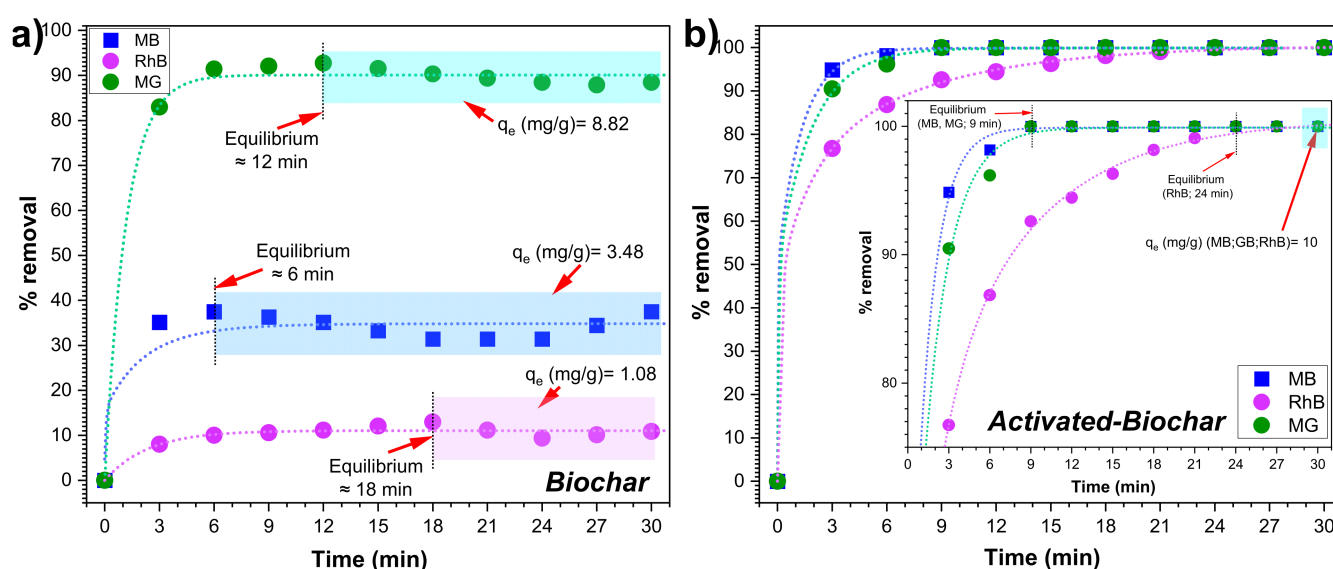 a)
% removal
100
90
80
70
60
50
40
30
20
10
0
MB
RhB
MG
Equilibrium
≈ 12 min
qe (mg/g)= 8.82
Equilibrium
≈ 6 min
qe (mg/g)= 3.48
qe (mg/g)= 1.08
Equilibrium
≈ 18 min
Biochar
0 3 6 9 12 15 18 21 24 27 30
Time (min)
b)
% removal
100
90
80
70
60
50
40
30
20
10
0
Equilibrium
(MB, MG; 9 min)
Equilibrium
(RhB; 24 min)
qe (mg/g) (MB;GB;RhB)= 10
% removal
100
90
80
0 3 6 9 12 15 18 21 24 27 30
Time (min)
Activated-Biochar
MB
RhB
MG
0 3 6 9 12 15 18 21 24 27 30
Time (min)